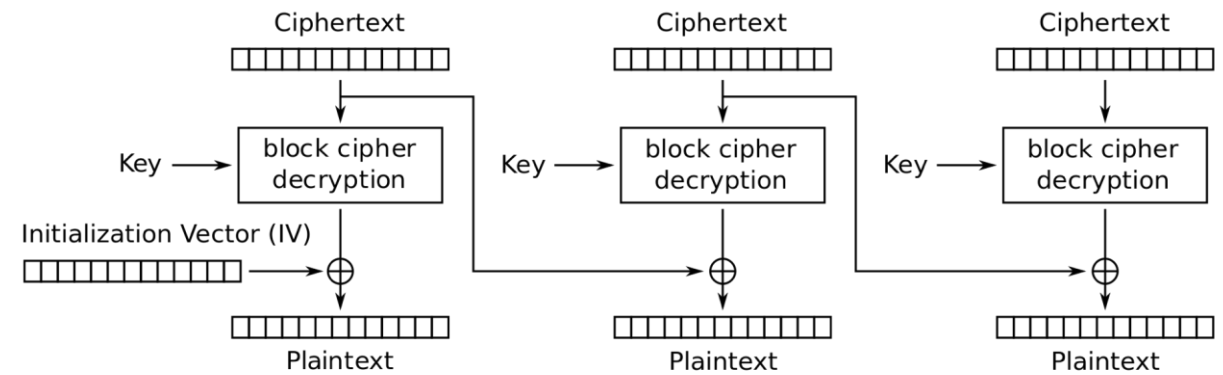 Ciphertext
Ciphertext
Ciphertext
Key
block cipher
decryption
Key
block cipher
decryption
Key
block cipher
decryption
Initialization Vector (IV)
Plaintext
Plaintext
Plaintext